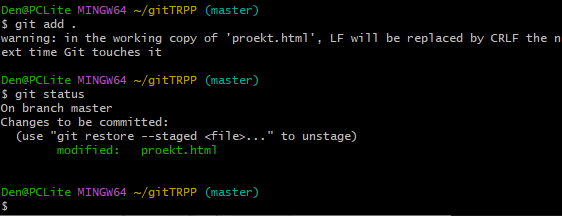 Den@PCLite MINGW64 ~/gitTRPP (master)
$ git add .
warning: in the working copy of 'proekt.html', LF will be replaced by CRLF the n
ext time Git touches it
Den@PCLite MINGW64 ~/gitTRPP (master)
$ git status
On branch master
Changes to be committed:
  (use "git restore --staged <file>..." to unstage)
        modified:   proekt.html
Den@PCLite MINGW64 ~/gitTRPP (master)
$